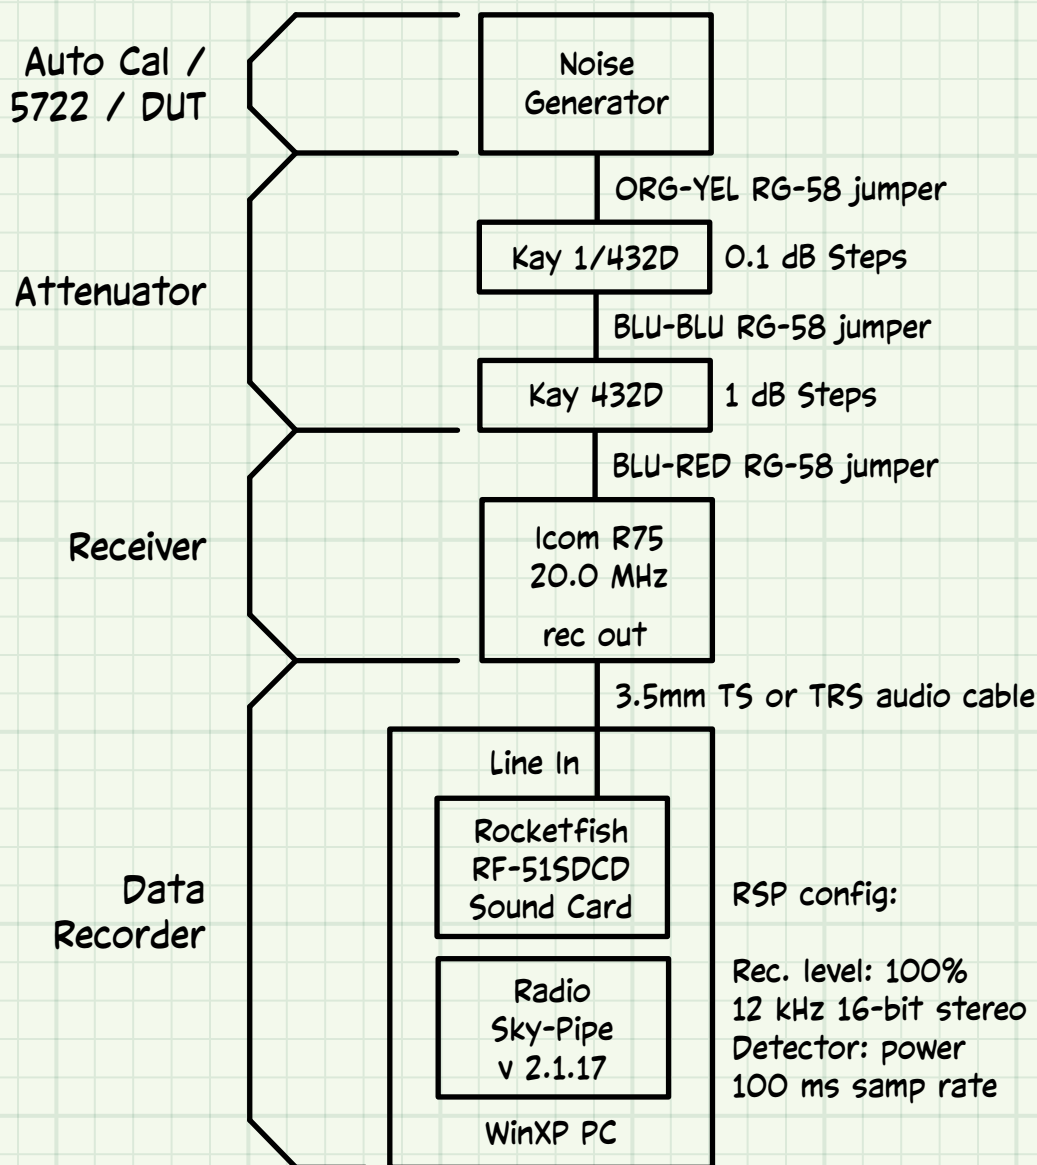 Auto Cal /
5722 / DUT
Noise
Generator
ORG-YEL RG-58 jumper
Attenuator
Kay 1/432D
0.1 dB Steps
BLU-BLU RG-58 jumper
Kay 432D
1 dB Steps
BLU-RED RG-58 jumper
Receiver
Icom R75
20.0 MHz
rec out
3.5mm TS or TRS audio cable
Data
Recorder
Line In
Rocketfish
RF-51SDCD
Sound Card
Radio
Sky-Pipe
v 2.1.17
WinXP PC
RSP config:
Rec. level: 100%
12 kHz 16-bit stereo
Detector: power
100 ms samp rate